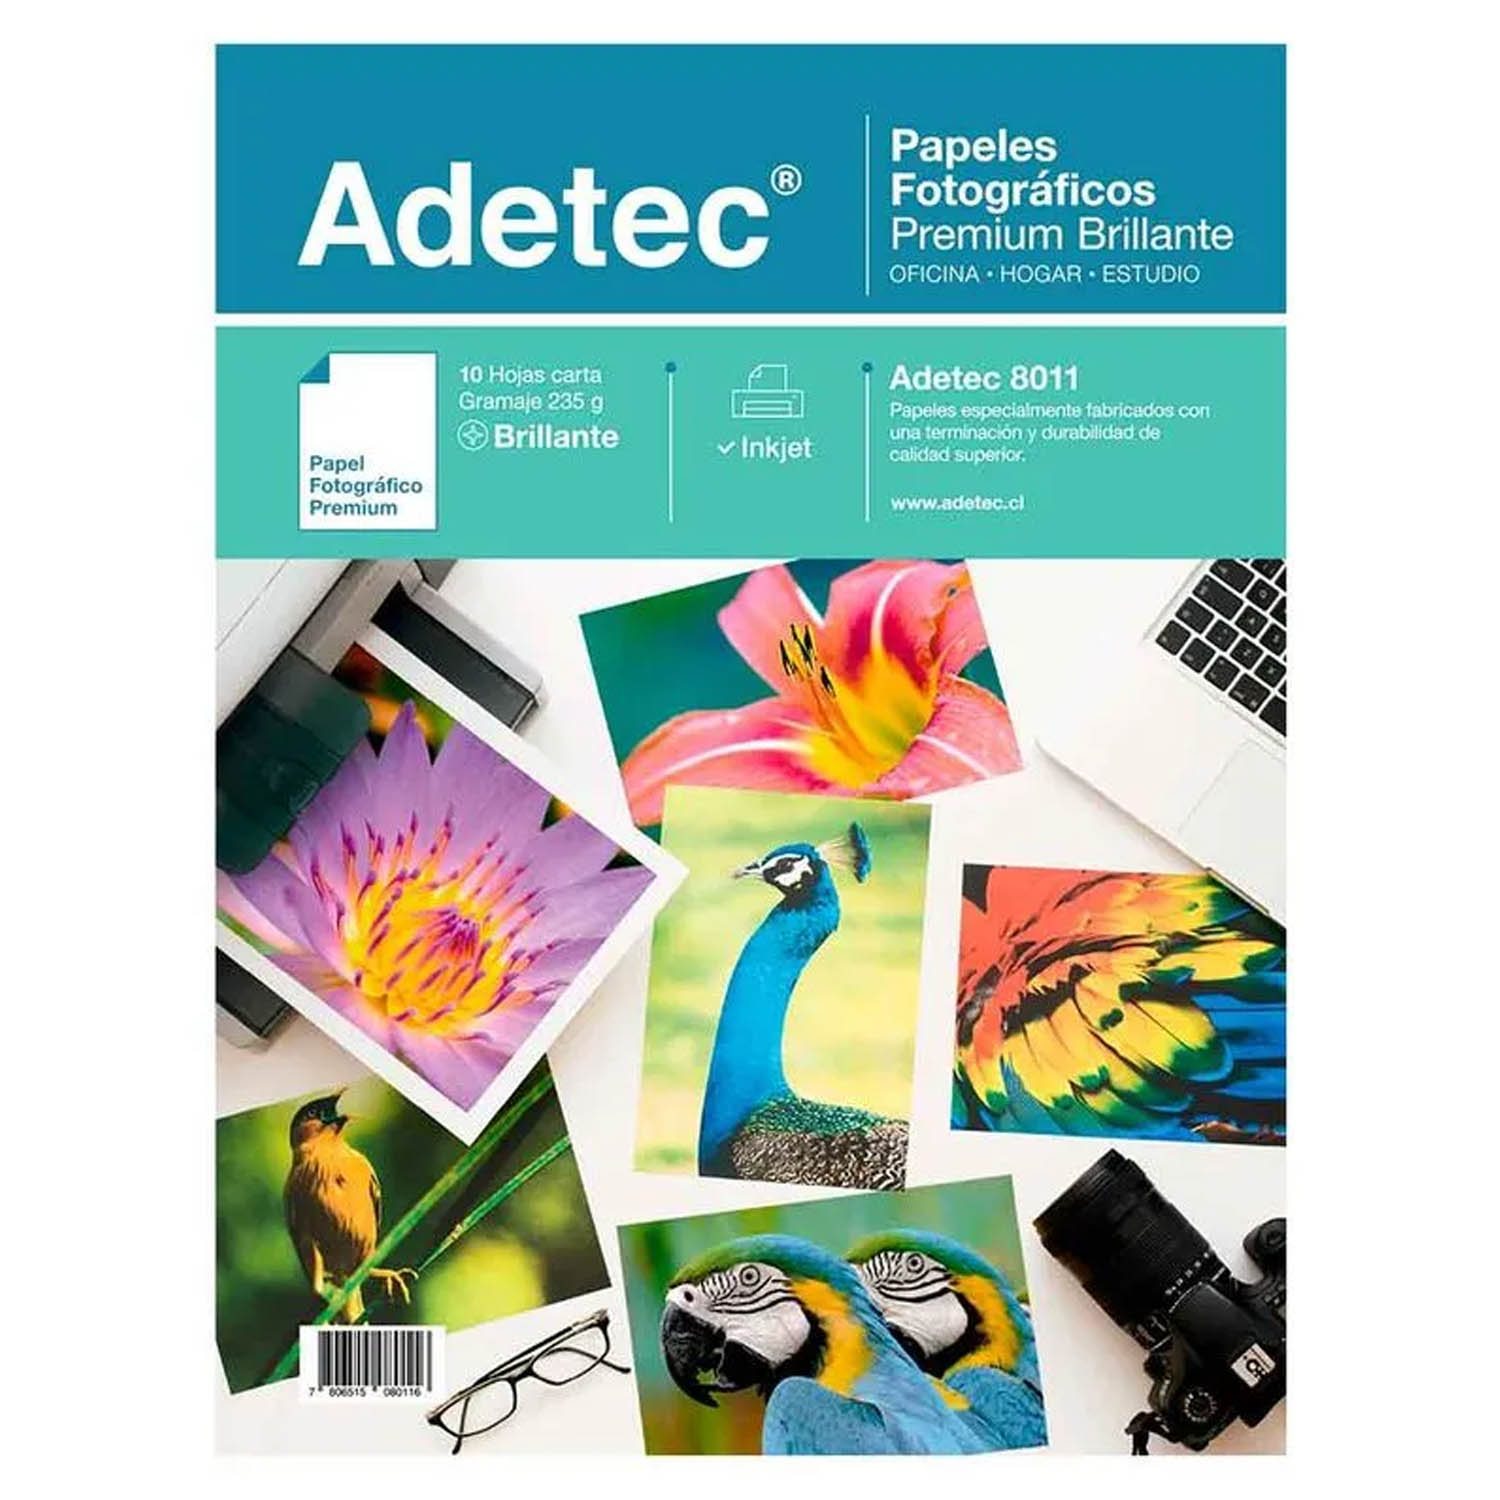 Adetec®
Papeles
Fotográficos
Premium Brillante
OFICINA • HOGAR • ESTUDIO
Papel
Fotográfico
Premium
10 Hojas carta
Gramaje 235 g
Brillante
Inkjet
Adetec 8011
Papeles especialmente fabricados con
una terminación y durabilidad de
calidad superior.
www.adetec.cl
7 806515 080116